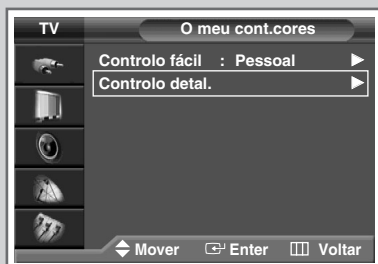 TV
O meu cont.cores
Controlo fácil : Pessoal
Controlo detal.
Mover Enter Voltar